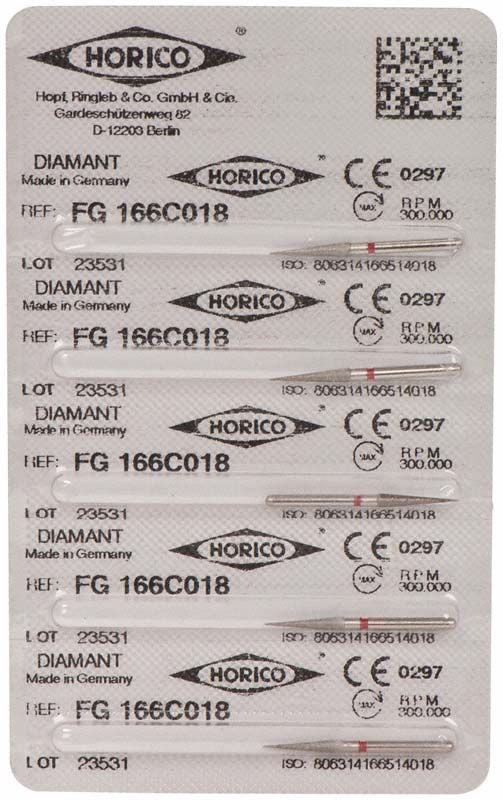 HORICO ®
Hopf, Ringleb & Co. GmbH & Cie.
Gardeschützenweg 82
D-12203 Berlin
DIAMANT HORICO ® CE 0297
Made in Germany
REF: FG 166C018 MAX RPM 300.000
LOT 23531 ISO: 806314166514018
DIAMANT HORICO ® CE 0297
Made in Germany
REF: FG 166C018 MAX RPM 300.000
LOT 23531 ISO: 806314166514018
DIAMANT HORICO ® CE 0297
Made in Germany
REF: FG 166C018 MAX RPM 300.000
LOT 23531 ISO: 806314166514018
DIAMANT HORICO ® CE 0297
Made in Germany
REF: FG 166C018 MAX RPM 300.000
LOT 23531 ISO: 806314166514018
DIAMANT HORICO ® CE 0297
Made in Germany
REF: FG 166C018 MAX RPM 300.000
LOT 23531 ISO: 806314166514018